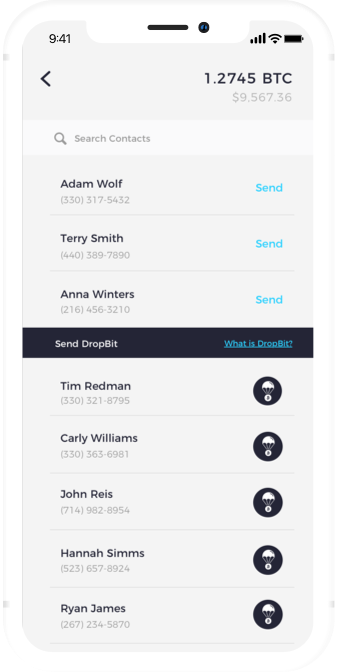 9:41
1.2745 BTC
$9,567.36
Search Contacts
Adam Wolf
Send
(330) 317-5432
Terry Smith
Send
(440) 389-7890
Anna Winters
Send
(216) 456-3210
Send DropBit
What is DropBit?
Tim Redman
(330) 321-8795
Carly Williams
(330) 363-6981
John Reis
(714) 982-8954
Hannah Simms
(523) 657-8924
Ryan James
(267) 234-5870